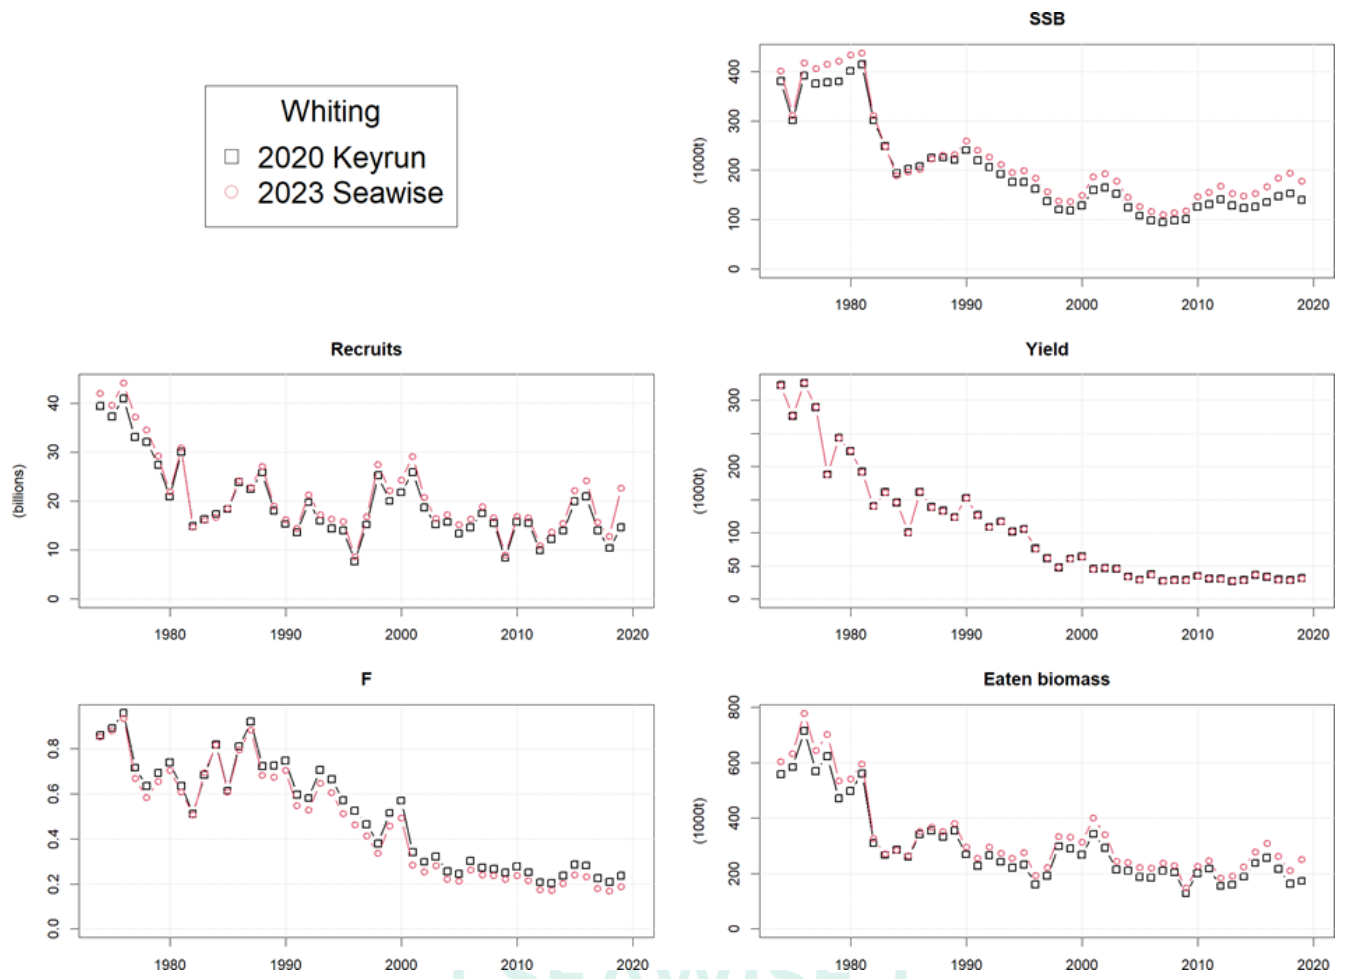 Whiting
2020 Keyrun
2023 Seawise
SSB
(1000t)
0 100 200 300 400
1980 1990 2000 2010 2020
Recruits
(billions)
0 10 20 30 40
1980 1990 2000 2010 2020
Yield
(1000t)
0 50 100 200 300
1980 1990 2000 2010 2020
F
0.0 0.2 0.4 0.6 0.8
1980 1990 2000 2010 2020
Eaten biomass
(1000t)
0 200 400 600 800
1980 1990 2000 2010 2020